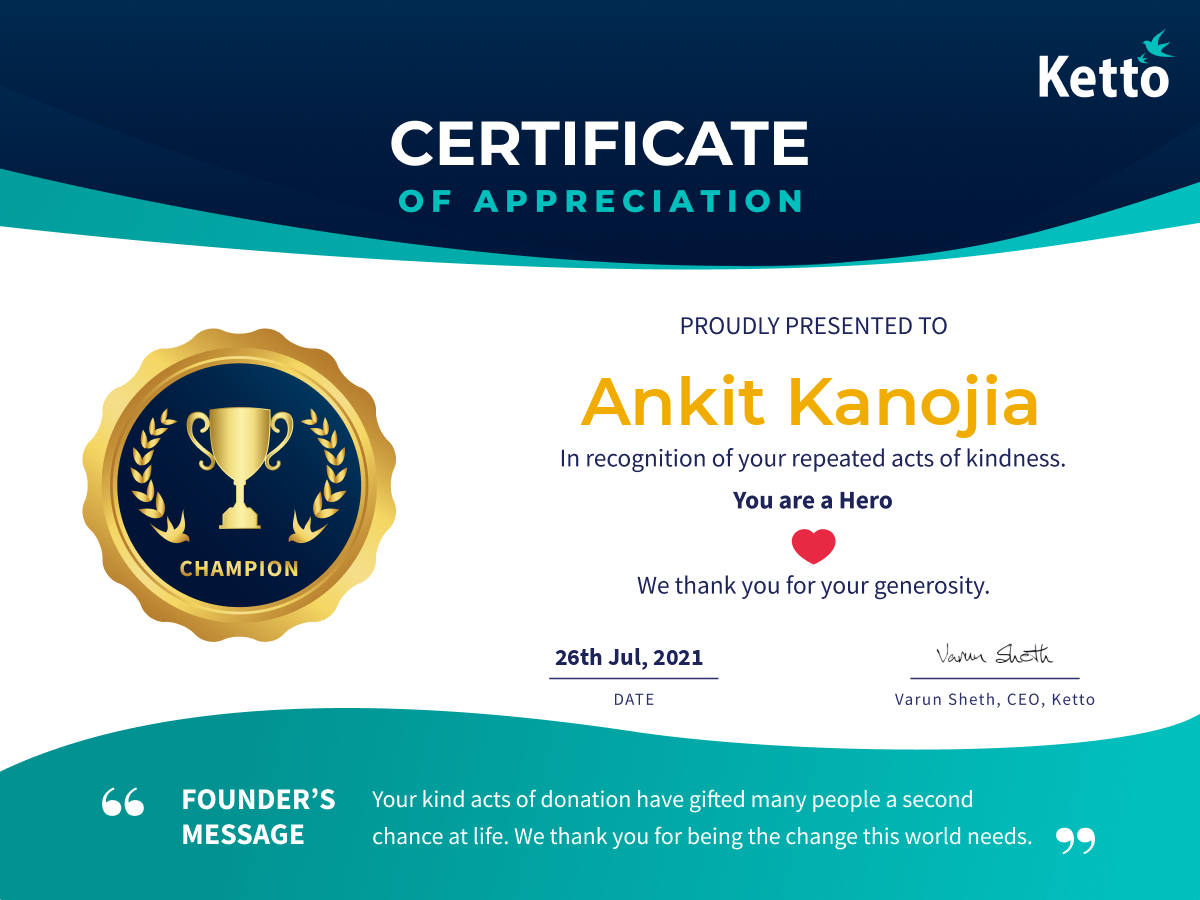 Ketto
CERTIFICATE
OF APPRECIATION
PROUDLY PRESENTED TO
Ankit Kanojia
In recognition of your repeated acts of kindness.
You are a Hero
We thank you for your generosity.
CHAMPION
26th Jul, 2021
DATE
Varun Sheth
Varun Sheth, CEO, Ketto
“
FOUNDER’S
MESSAGE
Your kind acts of donation have gifted many people a second
chance at life. We thank you for being the change this world needs.
”